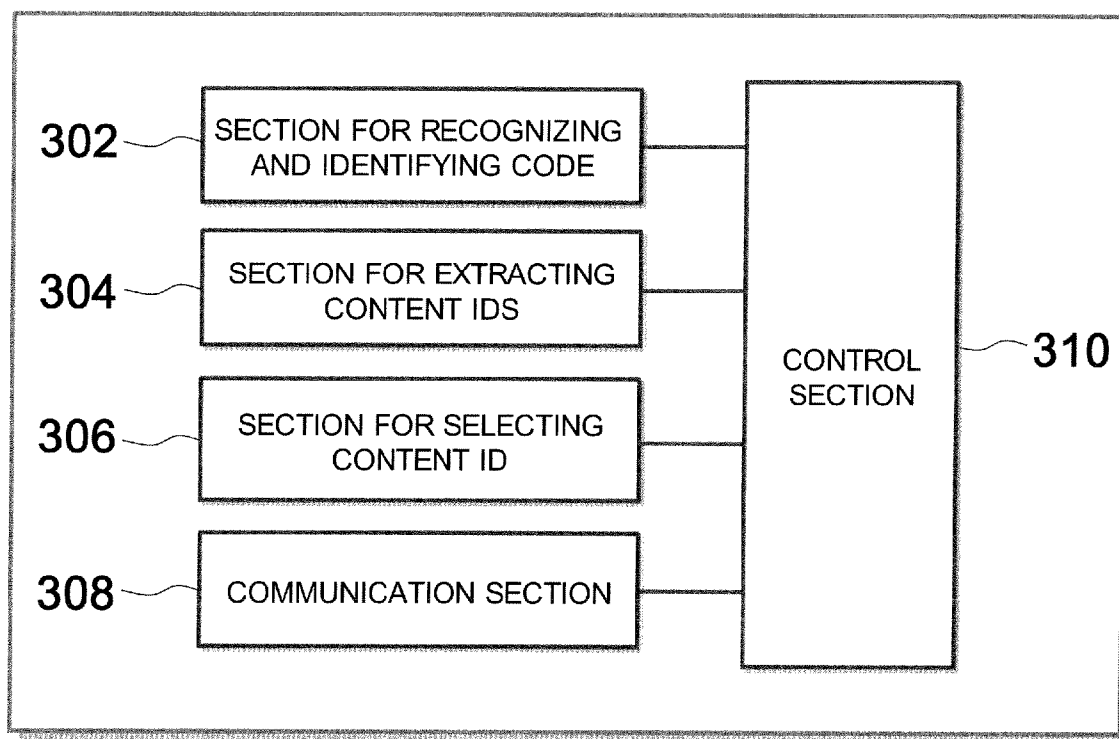 302
SECTION FOR RECOGNIZING
AND IDENTIFYING CODE
304
SECTION FOR EXTRACTING
CONTENT IDS
306
SECTION FOR SELECTING
CONTENT ID
308
COMMUNICATION SECTION
CONTROL
SECTION
310